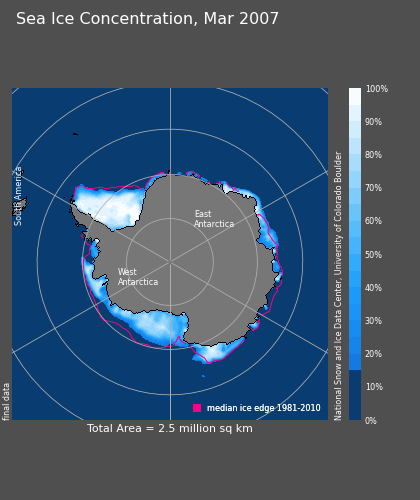 Sea Ice Concentration, Mar 2007
100%
90%
80%
70%
60%
50%
40%
30%
20%
10%
0%
South America
East
Antarctica
West
Antarctica
National Snow and Ice Data Center, University of Colorado Boulder
final data
median ice edge 1981-2010
Total Area = 2.5 million sq km